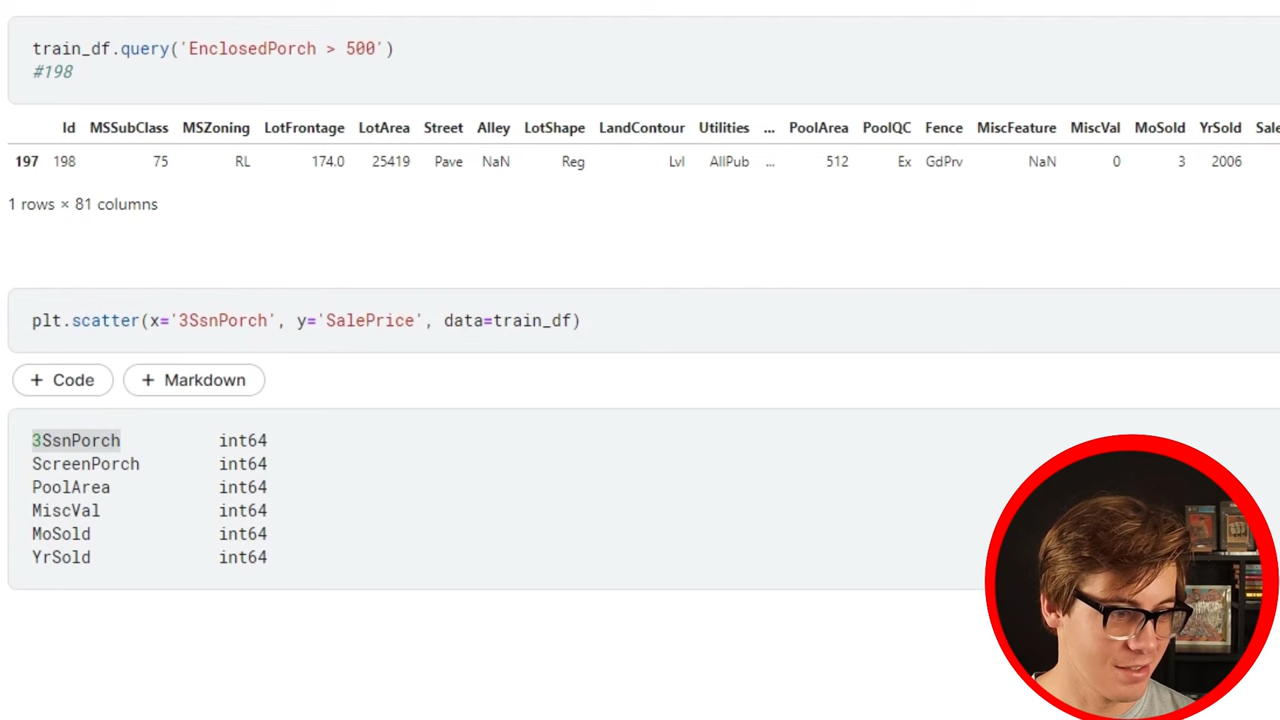 train_df.query('EnclosedPorch > 500')
#198
Id MSSubClass MSZoning LotFrontage LotArea Street Alley LotShape LandContour Utilities ... PoolArea PoolQC Fence MiscFeature MiscVal MoSold YrSold Sale
197 198 75 RL 174.0 25419 Pave NaN Reg Lvl AllPub ... 512 Ex GdPrv NaN 0 3 2006
1 rows × 81 columns
plt.scatter(x='3SsnPorch', y='SalePrice', data=train_df)
+ Code + Markdown
3SsnPorch int64
ScreenPorch int64
PoolArea int64
MiscVal int64
MoSold int64
YrSold int64